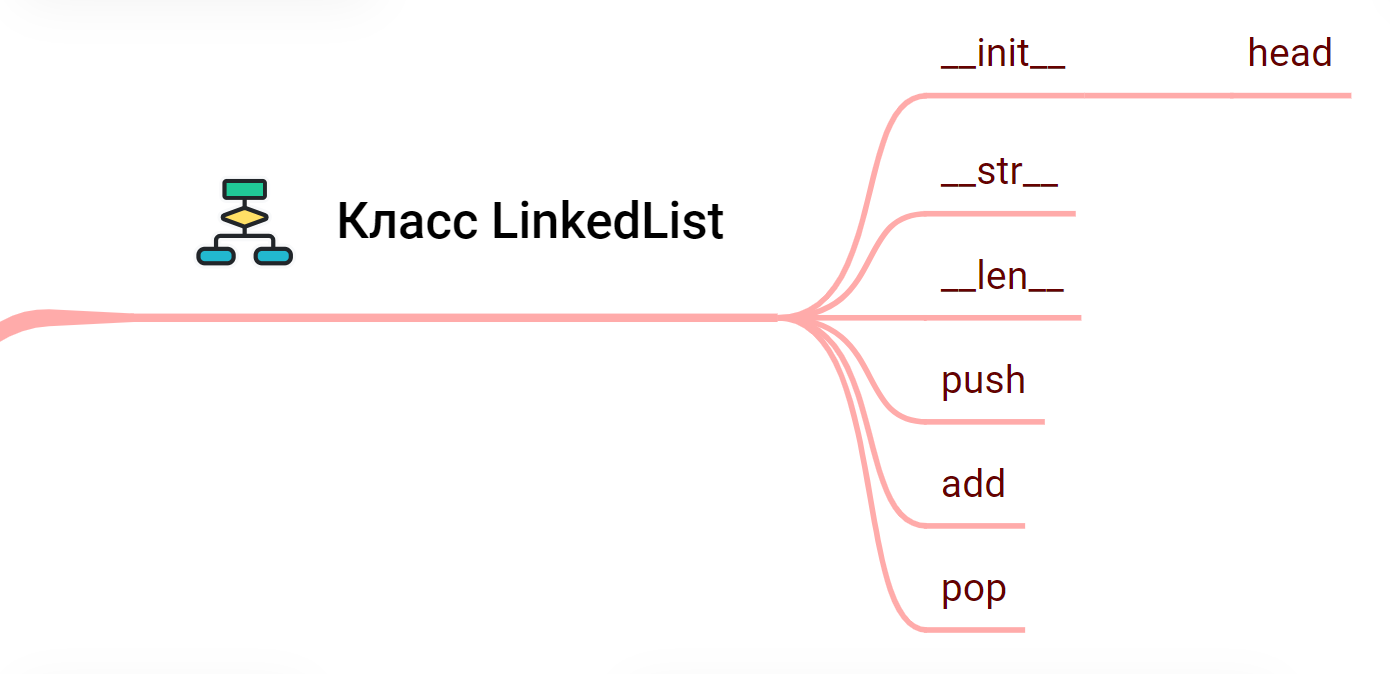 __init__ head
__str__
Класс LinkedList
__len__
push
add
pop